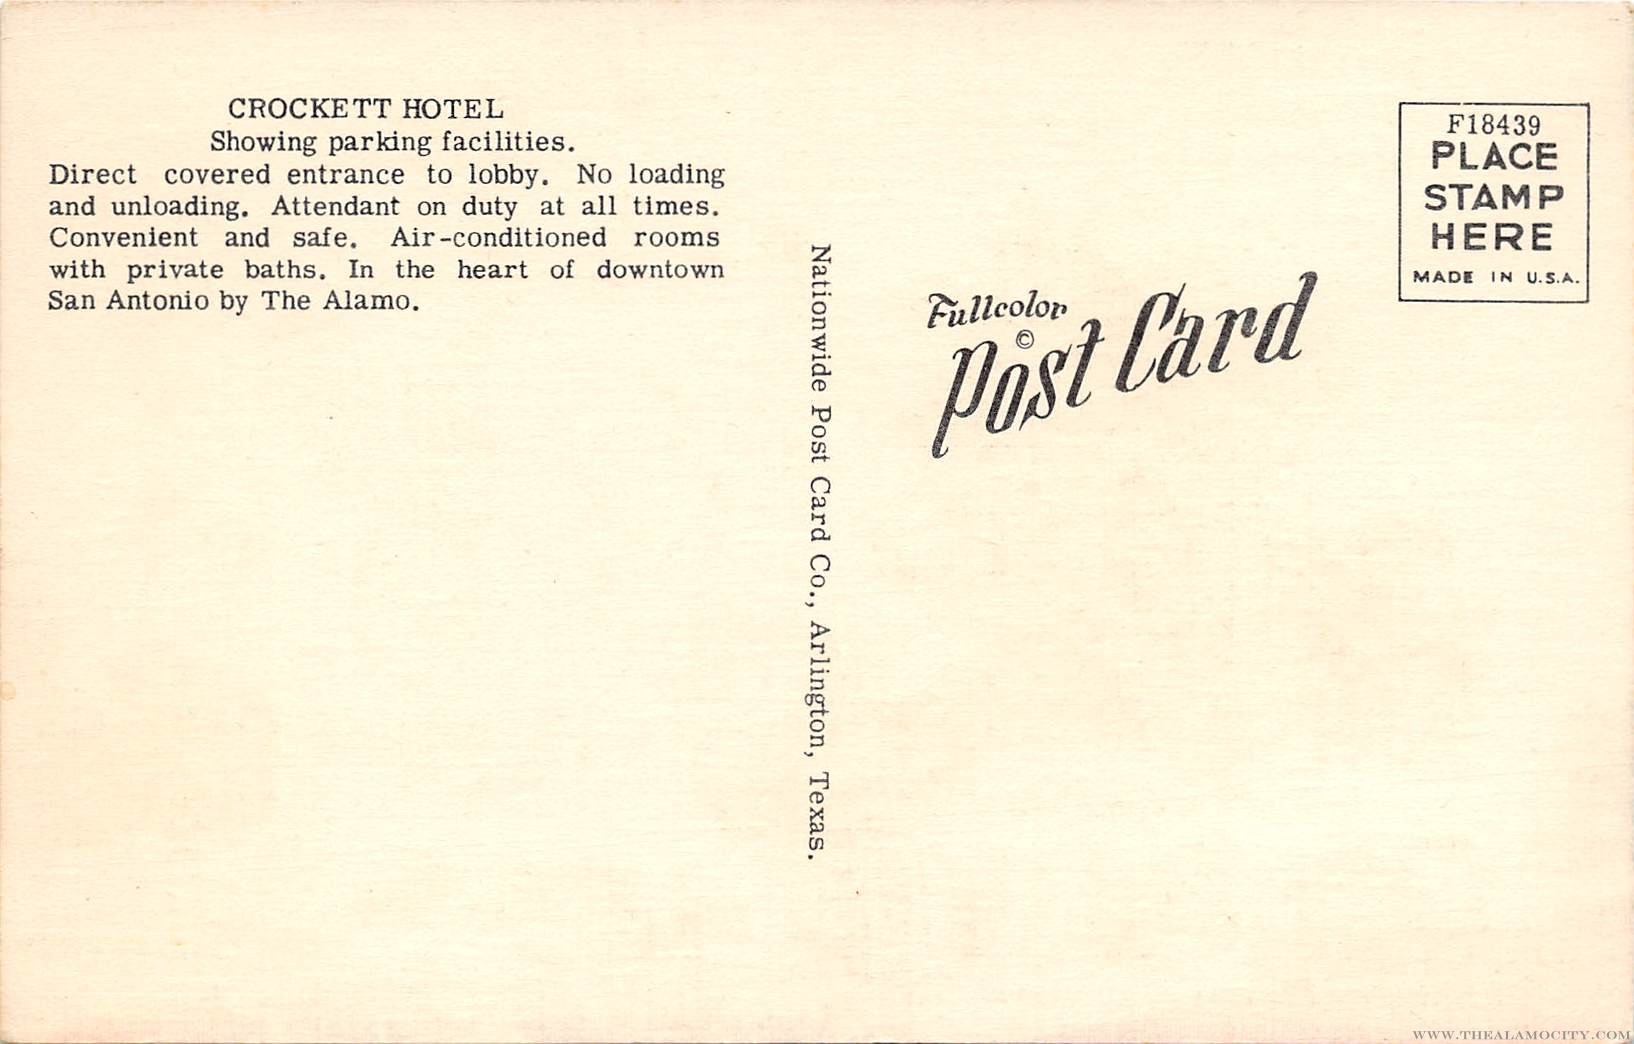 CROCKETT HOTEL
Showing parking facilities.
Direct covered entrance to lobby. No loading
and unloading. Attendant on duty at all times.
Convenient and safe. Air-conditioned rooms
with private baths. In the heart of downtown
San Antonio by The Alamo.
Nationwide Post Card Co., Arlington, Texas.
Fullcolor
©
Post Card
F18439
PLACE
STAMP
HERE
MADE IN U.S.A.
WWW.THEALAMOCITY.COM